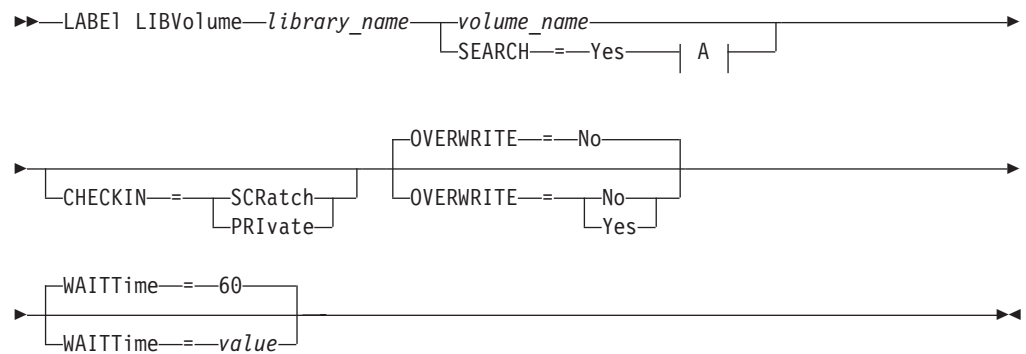 LABEl LIBVolume library_name volume_name
SEARCH = Yes A
OVERWRITE = No
CHECKIN = SCRatch OVERWRITE = No
PRIvate Yes
WAITTime = 60
WAITTime = value